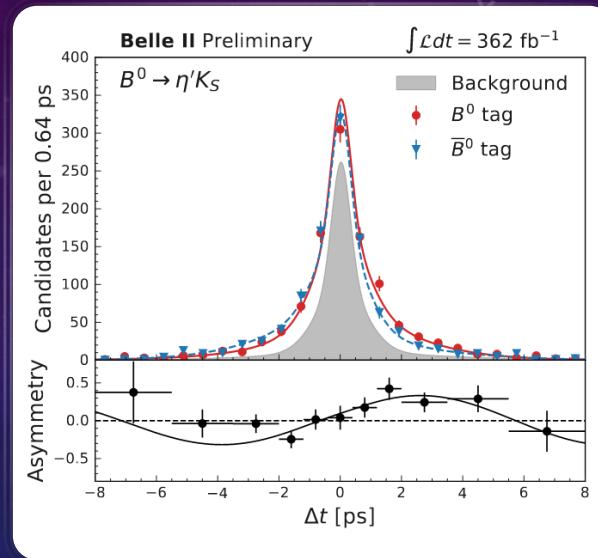 Belle II Preliminary ∫ℒdt = 362 fb⁻¹
B⁰ → η′K_S
Background
B⁰ tag
B̅⁰ tag
Candidates per 0.64 ps
400
350
300
250
200
150
100
50
0
Asymmetry
0.5
0.0
−0.5
−8 −6 −4 −2 0 2 4 6 8
Δt [ps]